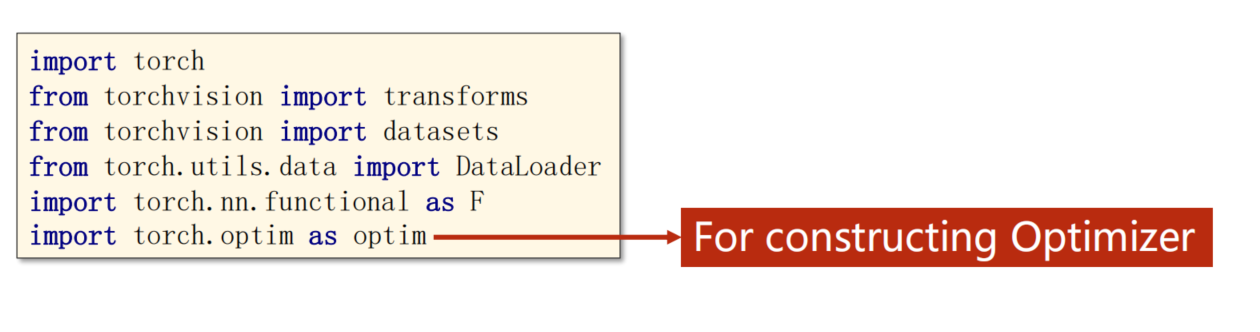 import torch
from torchvision import transforms
from torchvision import datasets
from torch.utils.data import DataLoader
import torch.nn.functional as F
import torch.optim as optim
For constructing Optimizer